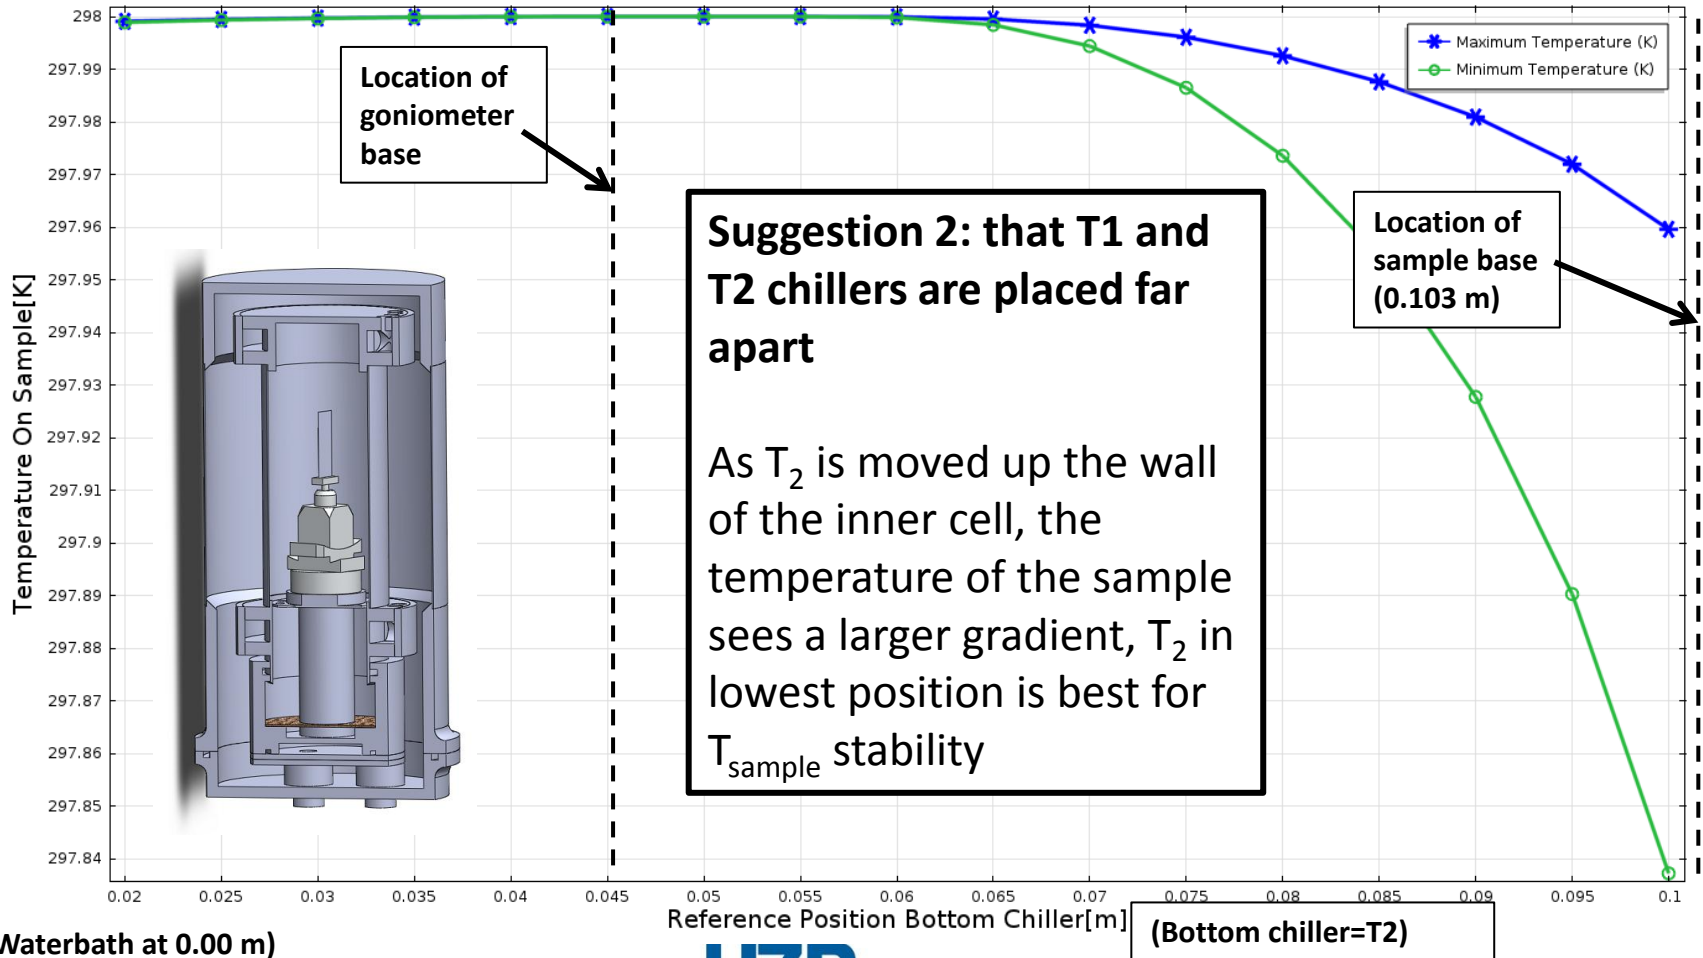 298
297.99
297.98
297.97
297.96
297.95
297.94
297.93
297.92
297.91
297.9
297.89
297.88
297.87
297.86
297.85
297.84
Temperature On Sample[K]
Location of
goniometer
base
Maximum Temperature (K)
Minimum Temperature (K)
Suggestion 2: that T1 and
T2 chillers are placed far
apart
As T₂ is moved up the wall
of the inner cell, the
temperature of the sample
sees a larger gradient, T₂ in
lowest position is best for
Tsample stability
Location of
sample base
(0.103 m)
0.02 0.025 0.03 0.035 0.04 0.045 0.05 0.055 0.06 0.065 0.07 0.075 0.08 0.085 0.09 0.095 0.1
Reference Position Bottom Chiller[m]
(Bottom chiller=T2)
Waterbath at 0.00 m)